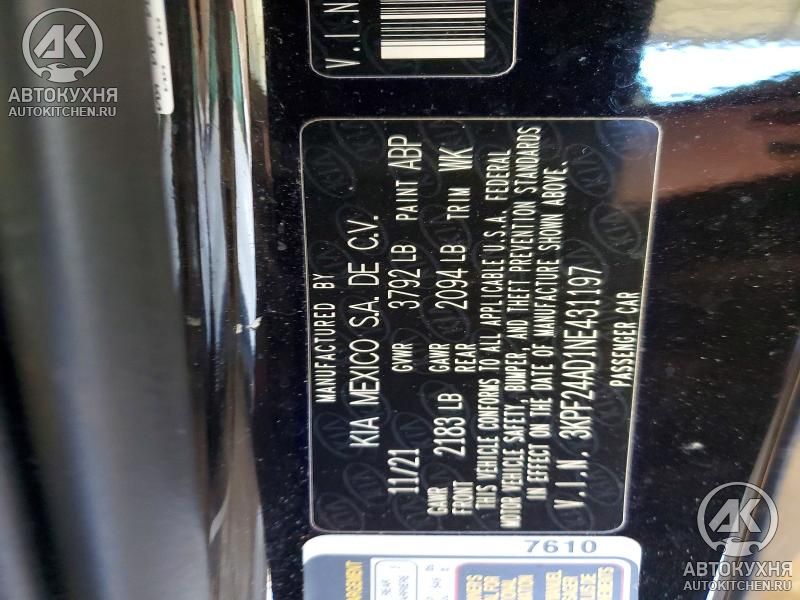 АВТОКУХНЯ
AUTOKITCHEN.RU
V.I.N
MANUFACTURED BY
KIA MEXICO S.A. DE C.V.
11/21 GVWR 3792 LB PAINT ABP
GAWR FRONT 2183 LB GAWR REAR 2094 LB TRIM WK
THIS VEHICLE CONFORMS TO ALL APPLICABLE U.S.A. FEDERAL
MOTOR VEHICLE SAFETY, BUMPER, AND THEFT PREVENTION STANDARDS
IN EFFECT ON THE DATE OF MANUFACTURE SHOWN ABOVE.
V.I.N. 3KPF24AD1NE431197
PASSENGER CAR
7610
REAR
АВТОКУХНЯ
AUTOKITCHEN.RU